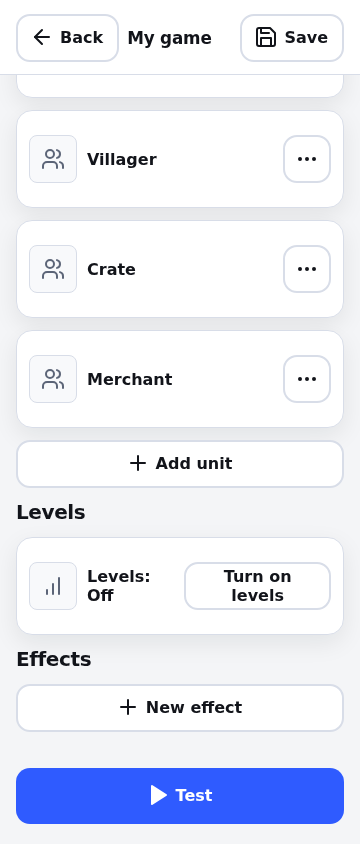 Back
My game
Save
Villager
Crate
Merchant
Add unit
Levels
Levels:
Off
Turn on
levels
Effects
New effect
Test